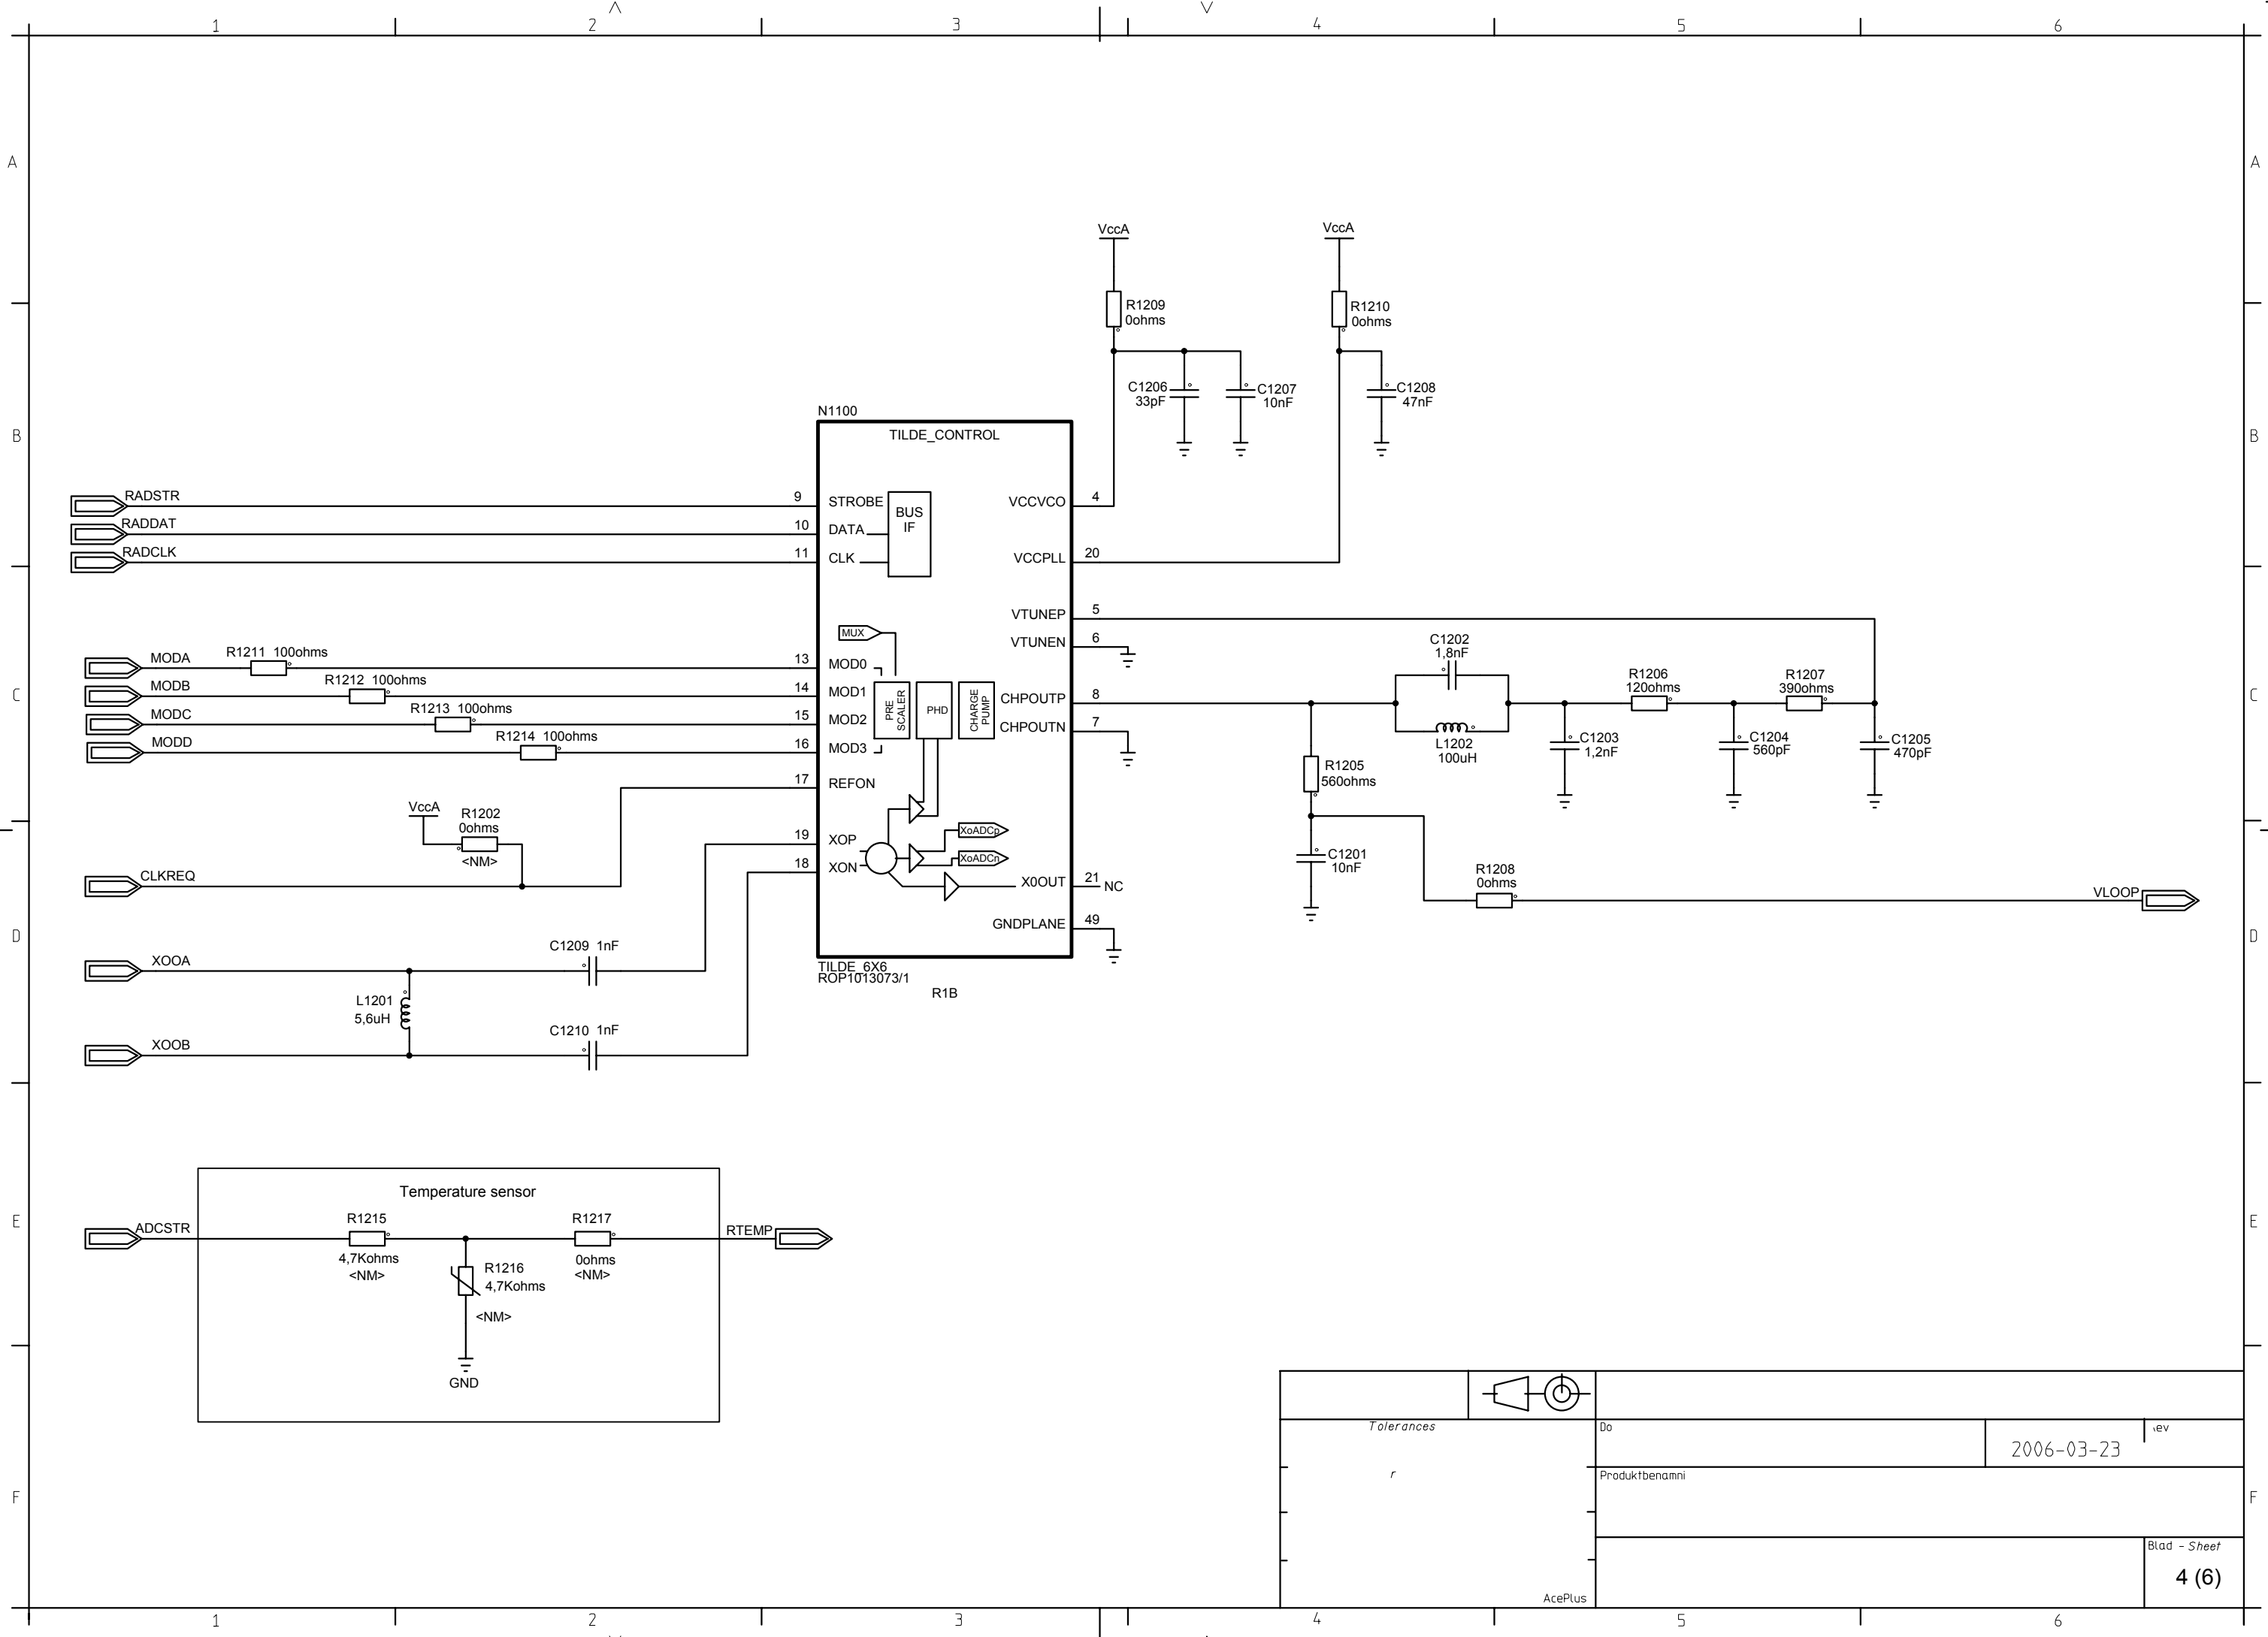 1 2 3 4 5 6
A A
VccA VccA
R1209
0ohms
R1210
0ohms
C1206
33pF
C1207
10nF
C1208
47nF
N1100
TILDE_CONTROL
B B
RADSTR 9 STROBE
RADDAT 10 DATA
RADCLK 11 CLK
BUS
IF
VCCVCO 4
VCCPLL 20
VTUNEP 5
VTUNEN 6
MUX
MODA R1211 100ohms 13 MOD0
MODB R1212 100ohms 14 MOD1
MODC R1213 100ohms 15 MOD2
MODD R1214 100ohms 16 MOD3
PRE
SCALER
PHD
CHARGE
PUMP
CHPOUTP 8
CHPOUTN 7
C1202
1,8nF
L1202
100uH
R1206
120ohms
R1207
390ohms
C C
C1203
1,2nF
C1204
560pF
C1205
470pF
R1205
560ohms
17 REFON
VccA
R1202
0ohms
<NM>
19 XOP
18 XON
XoADCp
XoADCn
CLKREQ
X0OUT 21 NC
C1201
10nF
R1208
0ohms
VLOOP
GNDPLANE 49
D D
XOOA
C1209 1nF
TILDE_6X6
ROP1013073/1
R1B
L1201
5,6uH
XOOB
C1210 1nF
Temperature sensor
E E
ADCSTR
R1215
4,7Kohms
<NM>
R1217
0ohms
<NM>
RTEMP
R1216
4,7Kohms
<NM>
GND
Tolerances
r
Do
2006-03-23
ev
Produktbenamni
F F
Blad - Sheet
4 (6)
AcePlus
1 2 3 4 5 6